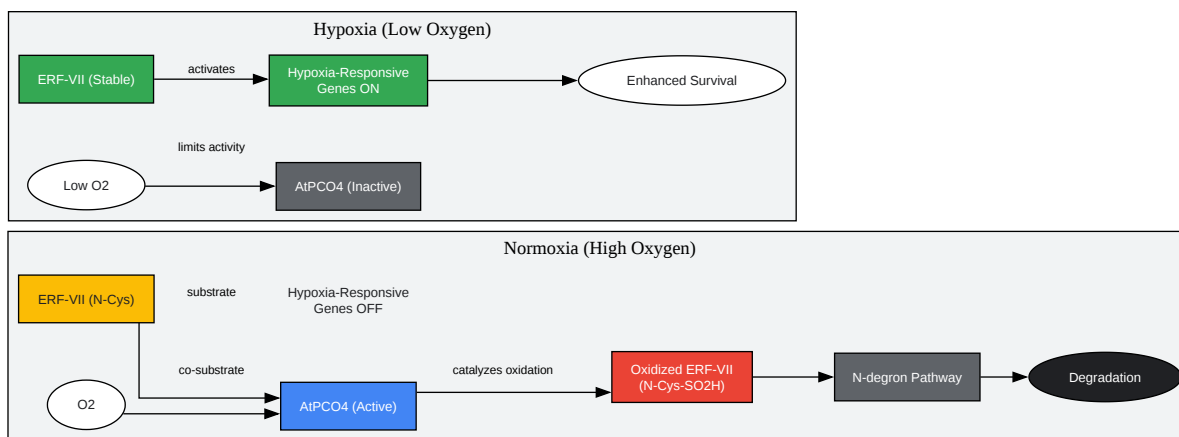 Hypoxia (Low Oxygen)
ERF-VII (Stable)
activates
Hypoxia-Responsive
Genes ON
Enhanced Survival
limits activity
Low O2
AtPCO4 (Inactive)
Normoxia (High Oxygen)
ERF-VII (N-Cys)
substrate
Hypoxia-Responsive
Genes OFF
co-substrate
O2
AtPCO4 (Active)
catalyzes oxidation
Oxidized ERF-VII
(N-Cys-SO2H)
N-degron Pathway
Degradation